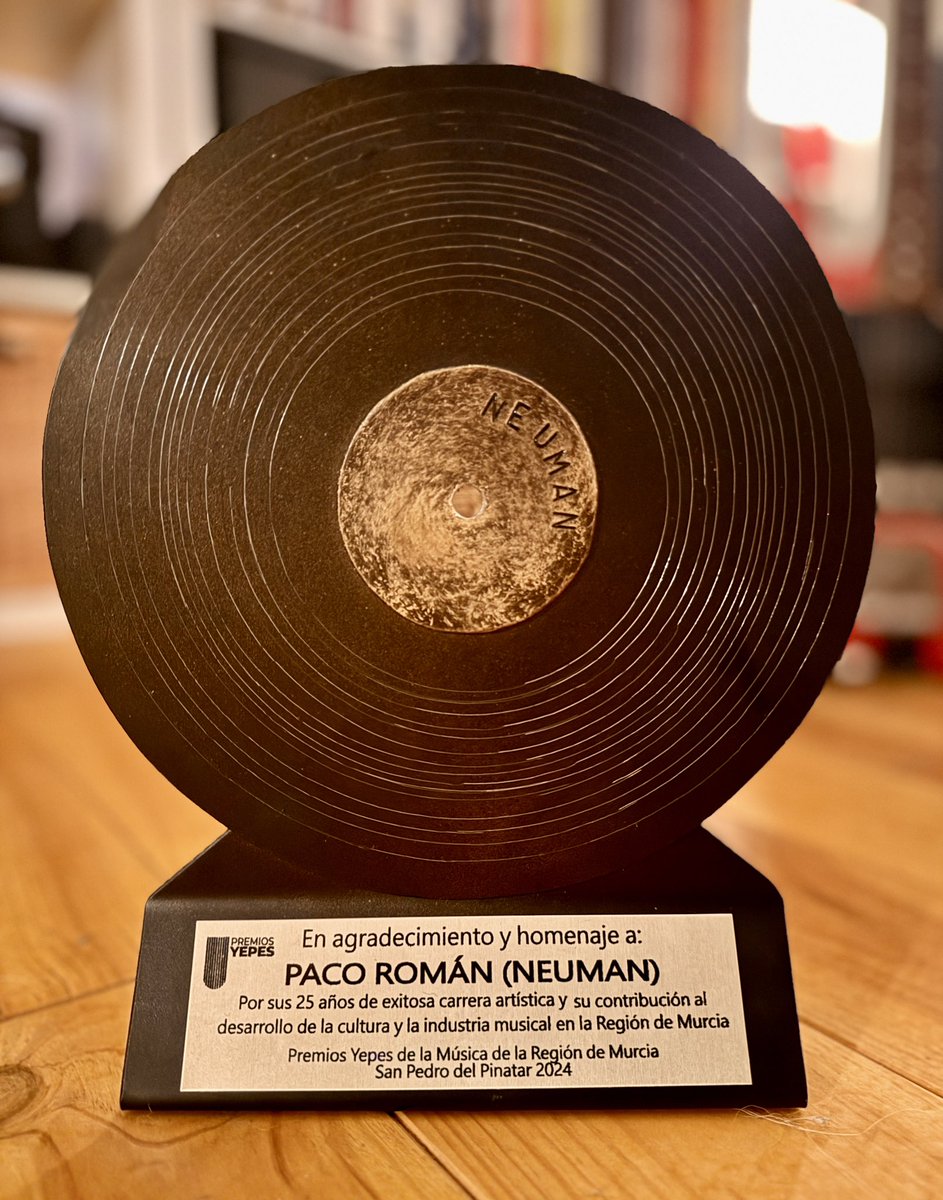 NEUMAN
PREMIOS
YEPES
En agradecimiento y homenaje a:
PACO ROMÁN (NEUMAN)
Por sus 25 años de exitosa carrera artística y su contribución al
desarrollo de la cultura y la industria musical en la Región de Murcia
Premios Yepes de la Música de la Región de Murcia
San Pedro del Pinatar 2024